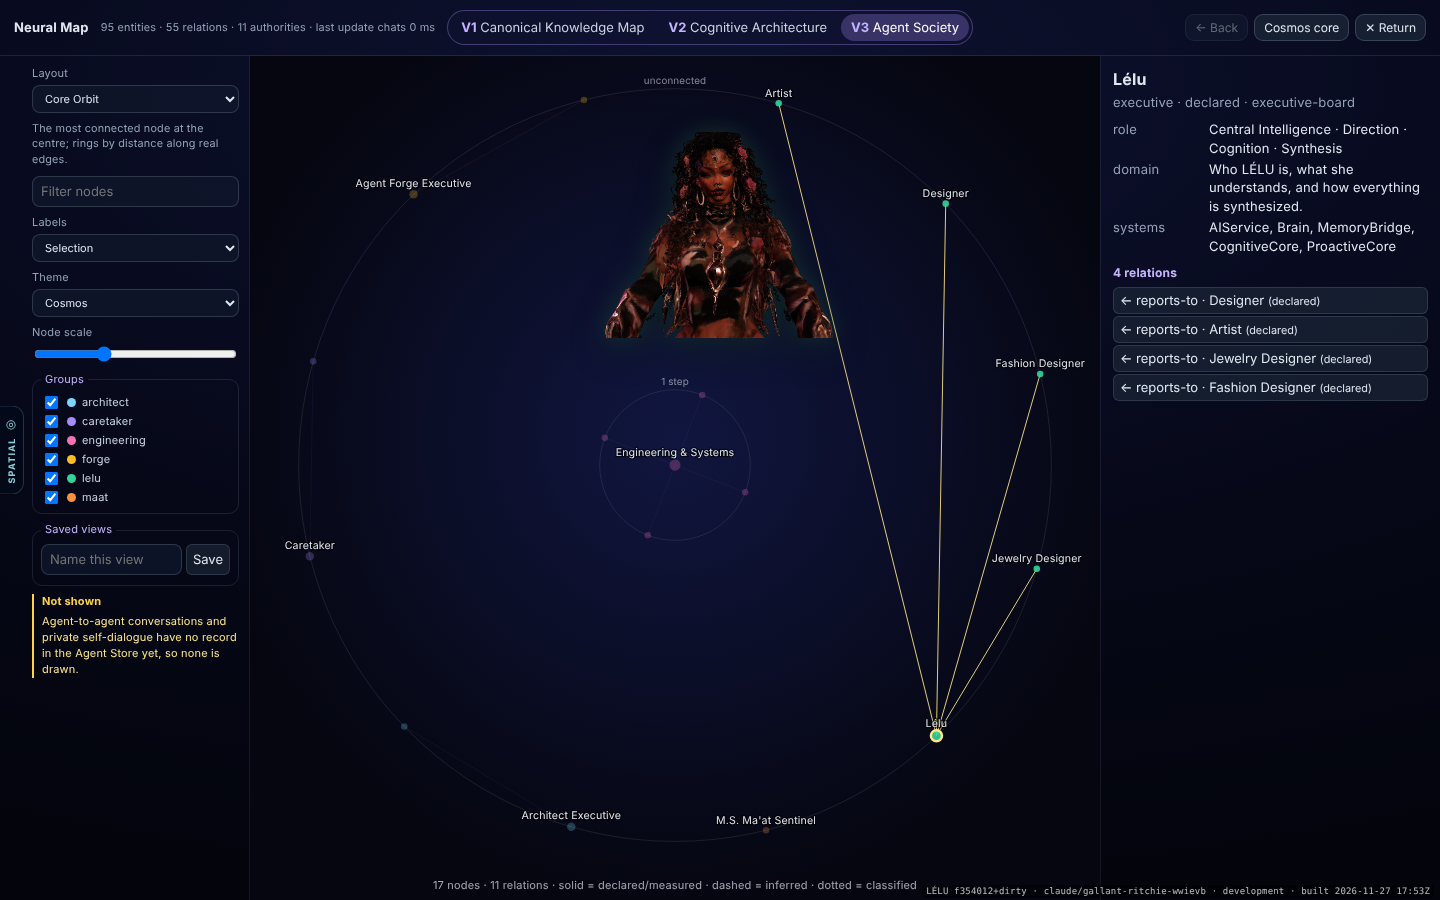 Neural Map
95 entities · 55 relations · 11 authorities · last update chats 0 ms
V1 Canonical Knowledge Map
V2 Cognitive Architecture
V3 Agent Society
← Back
Cosmos core
✕ Return
Layout
Core Orbit
The most connected node at the
centre; rings by distance along real
edges.
Filter nodes
Labels
Selection
Theme
Cosmos
Node scale
Groups
architect
caretaker
engineering
forge
lelu
maat
Saved views
Name this view
Save
Not shown
Agent-to-agent conversations and
private self-dialogue have no record
in the Agent Store yet, so none is
drawn.
SPATIAL
unconnected
Artist
Agent Forge Executive
Designer
Fashion Designer
1 step
Engineering & Systems
Caretaker
Jewelry Designer
Lélu
Architect Executive
M.S. Ma'at Sentinel
17 nodes · 11 relations · solid = declared/measured · dashed = inferred · dotted = classified
Lélu
executive · declared · executive-board
role
Central Intelligence · Direction ·
Cognition · Synthesis
domain
Who LÉLU is, what she
understands, and how everything
is synthesized.
systems
AIService, Brain, MemoryBridge,
CognitiveCore, ProactiveCore
4 relations
← reports-to · Designer (declared)
← reports-to · Artist (declared)
← reports-to · Jewelry Designer (declared)
← reports-to · Fashion Designer (declared)
LÉLU f354012+dirty · claude/gallant-ritchie-wwievb · development · built 2026-11-27 17:53Z